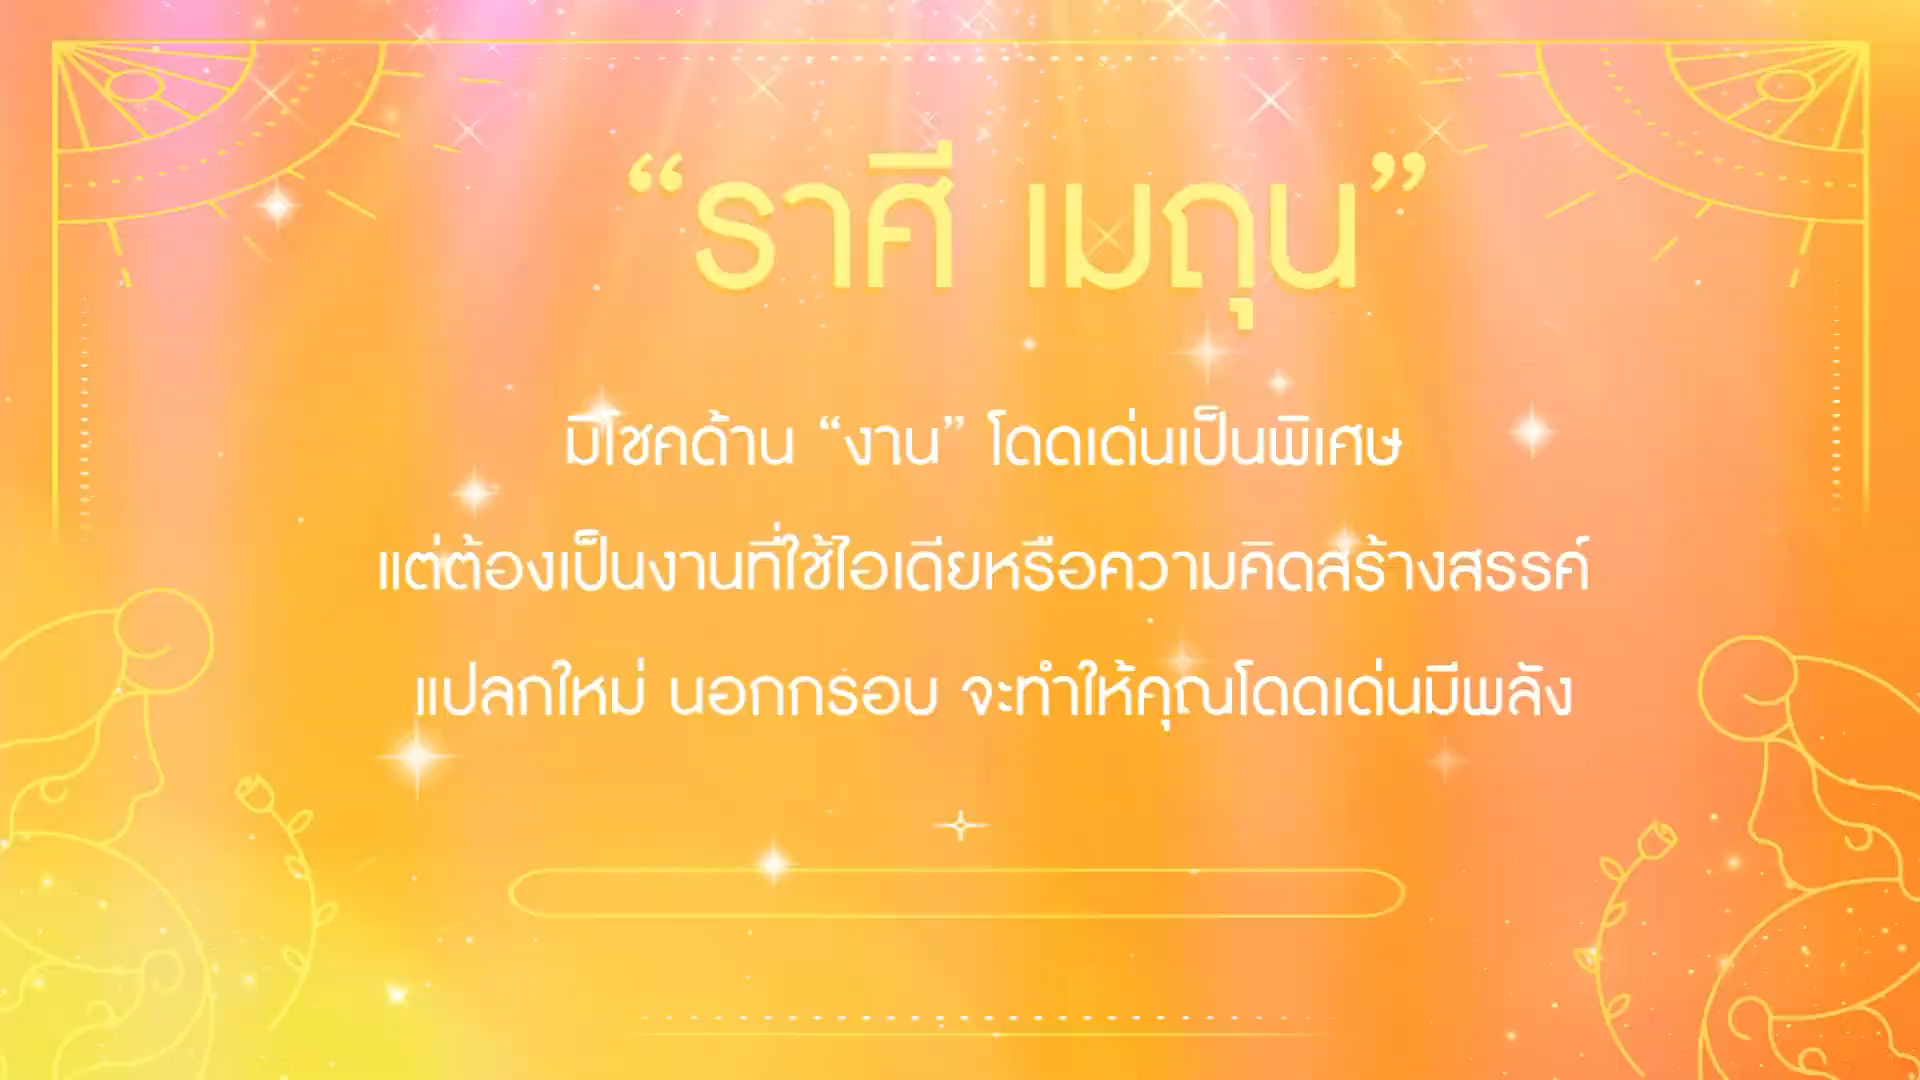 “ราศี เมถุน”
มีโชคด้าน “งาน” โดดเด่นเป็นพิเศษ
แต่ต้องเป็นงานที่ใช้ไอเดียหรือความคิดสร้างสรรค์
แปลกใหม่ นอกกรอบ จะทำให้คุณโดดเด่นมีพลัง